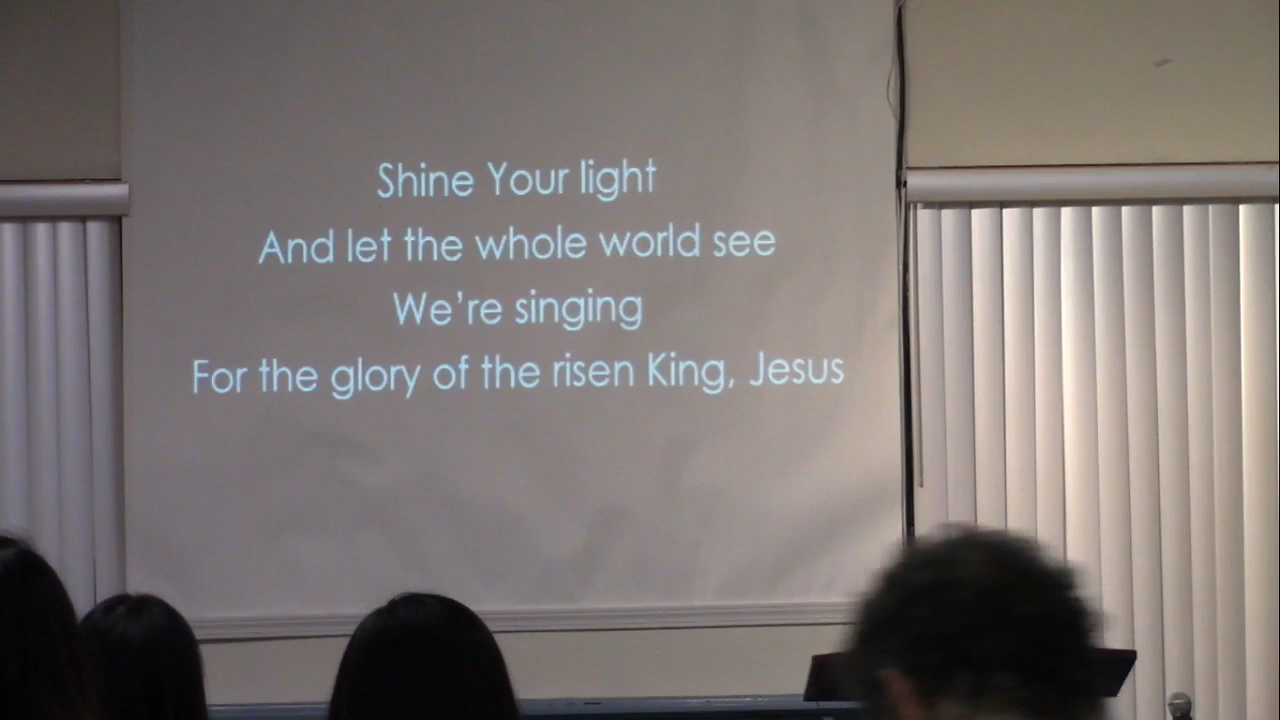 Shine Your light
And let the whole world see
We're singing
For the glory of the risen King, Jesus